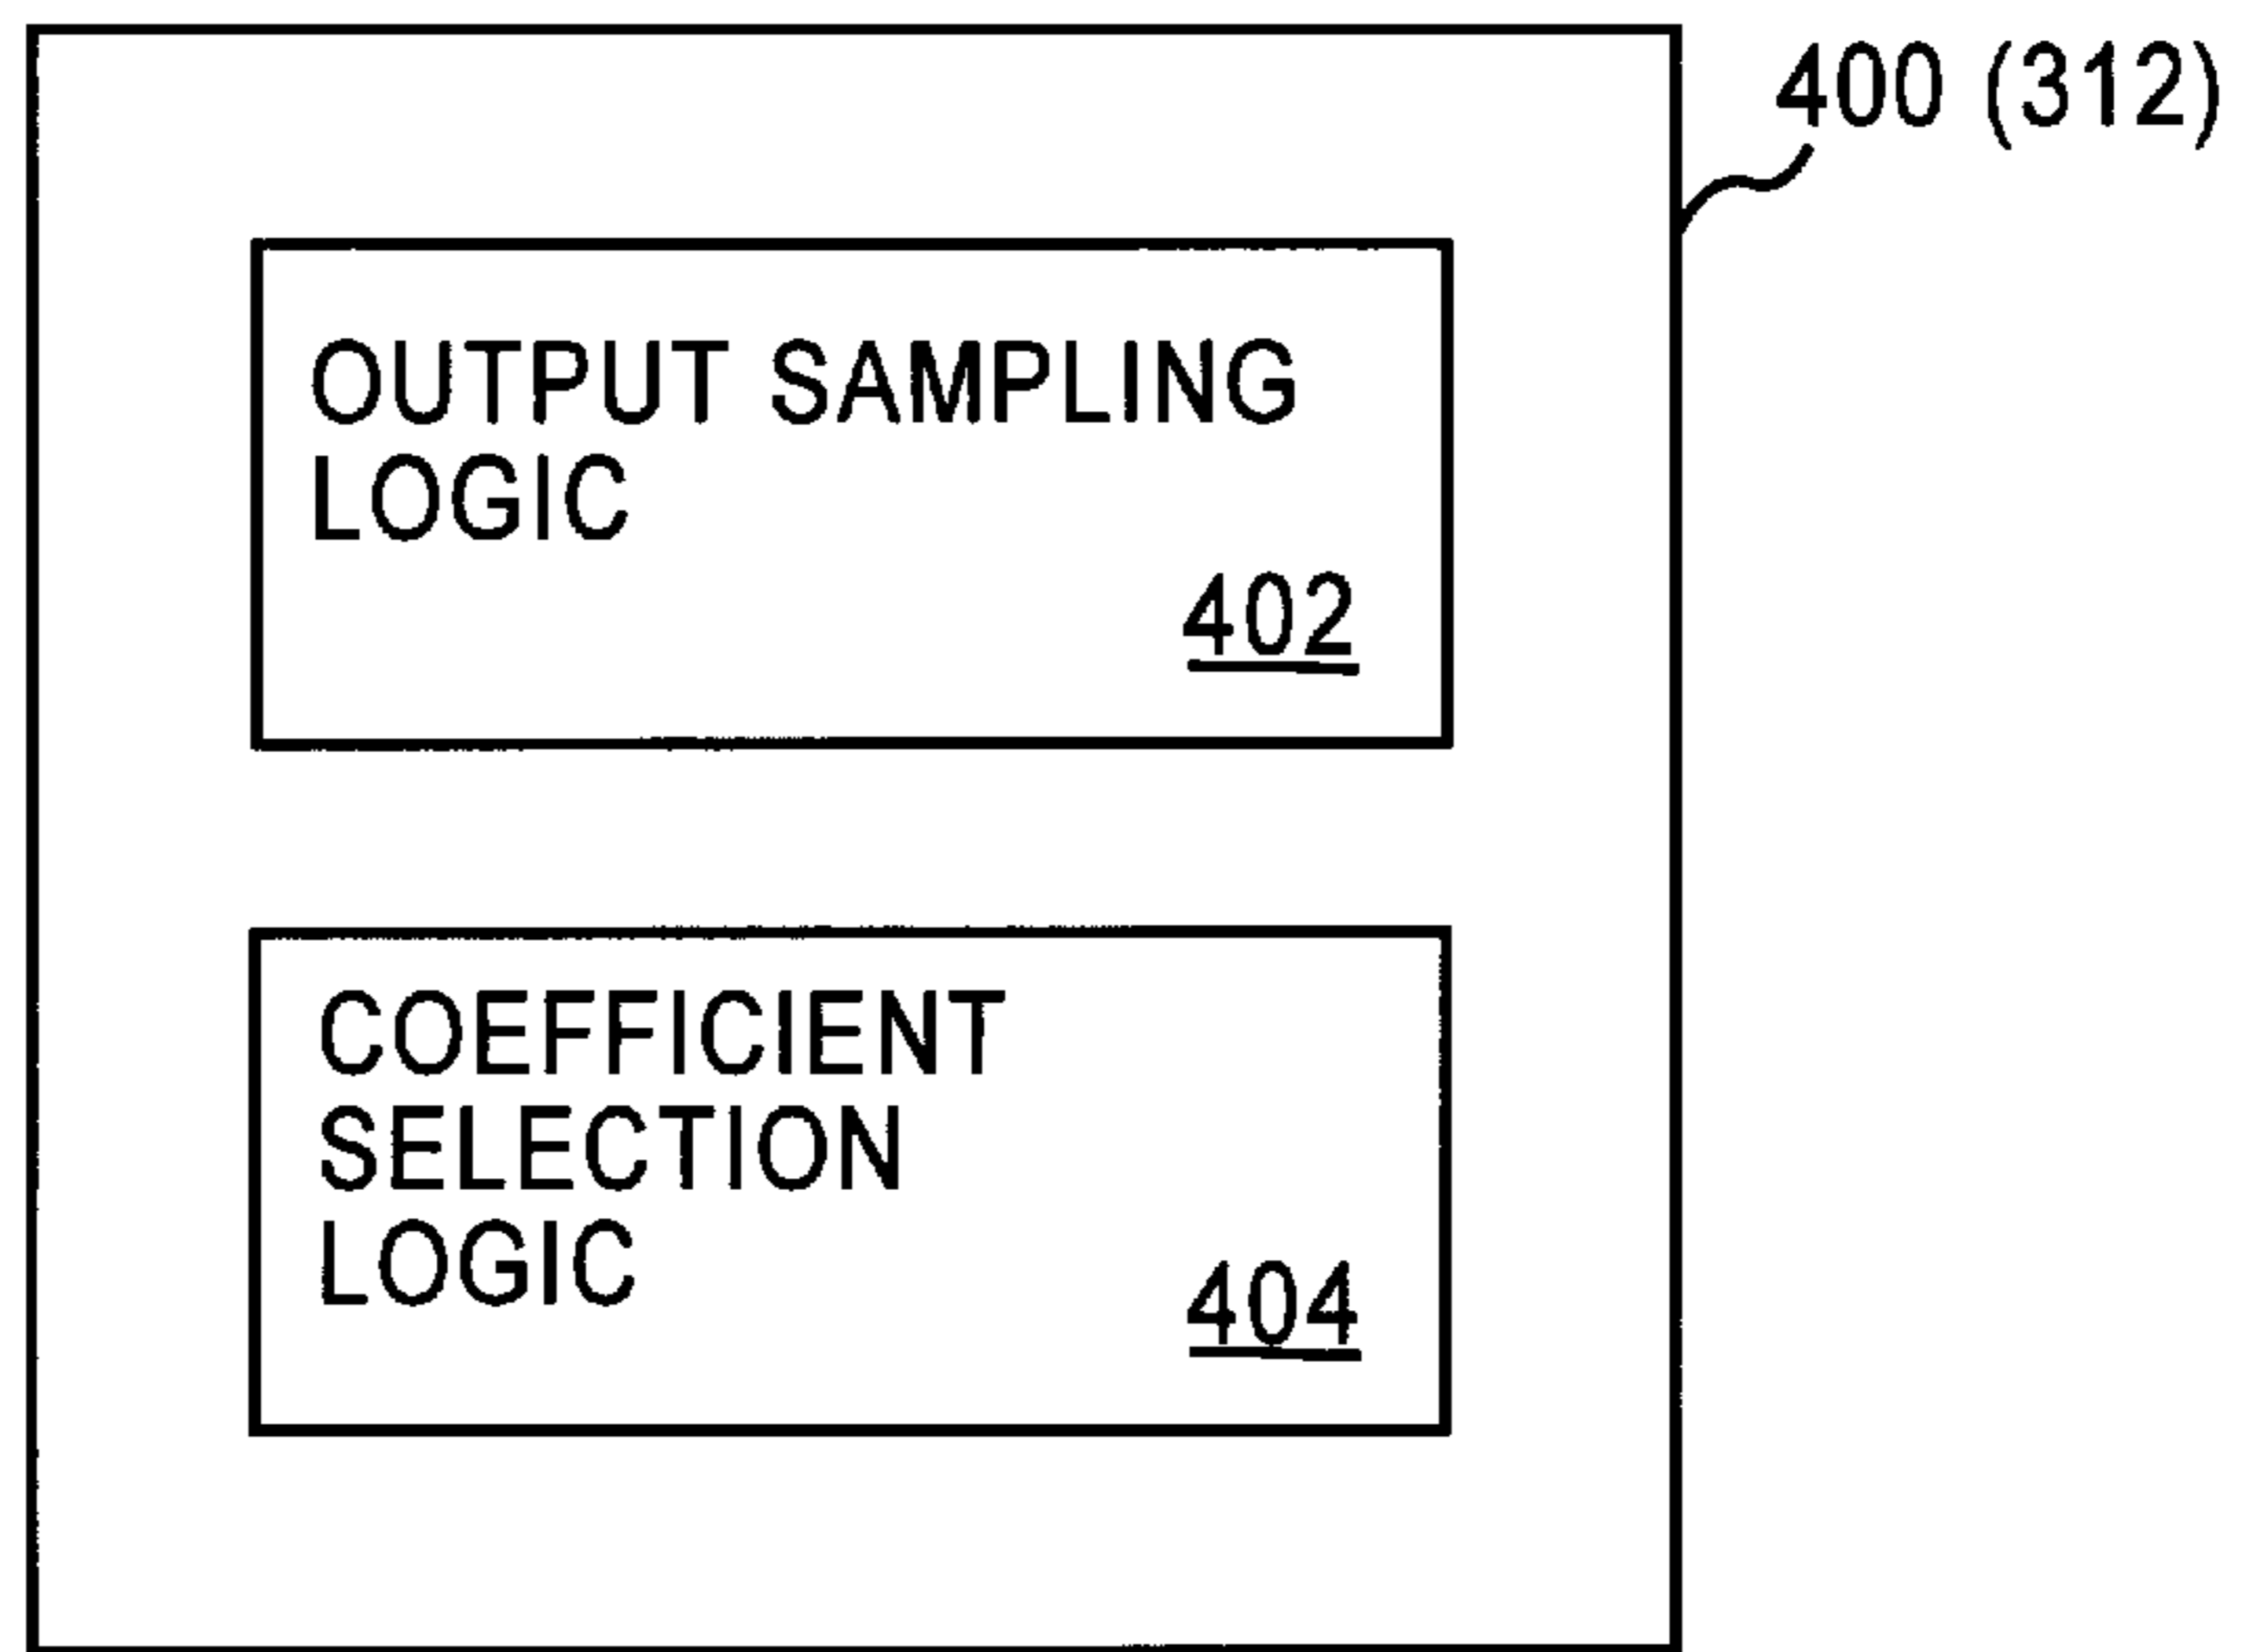 400 (312)
OUTPUT SAMPLING
LOGIC
402
COEFFICIENT
SELECTION
LOGIC
404